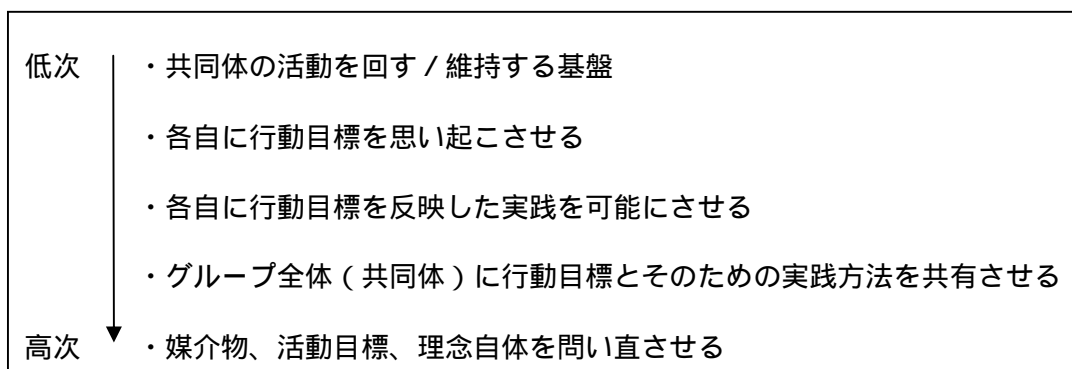 低次 ・共同体の活動を回す/維持する基盤
・各自に行動目標を思い起こさせる
・各自に行動目標を反映した実践を可能にさせる
・グループ全体(共同体)に行動目標とそのための実践方法を共有させる
高次 ・媒介物、活動目標、理念自体を問い直させる